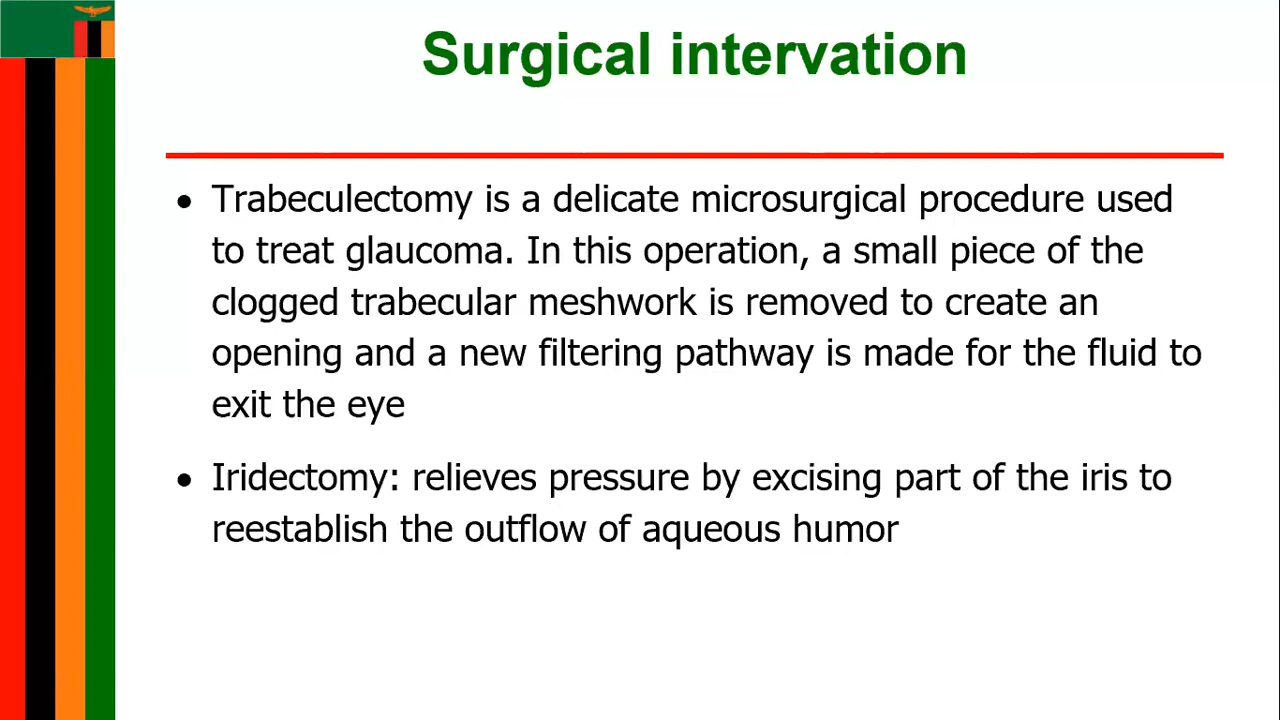 Surgical intervation
• Trabeculectomy is a delicate microsurgical procedure used
to treat glaucoma. In this operation, a small piece of the
clogged trabecular meshwork is removed to create an
opening and a new filtering pathway is made for the fluid to
exit the eye
• Iridectomy: relieves pressure by excising part of the iris to
reestablish the outflow of aqueous humor